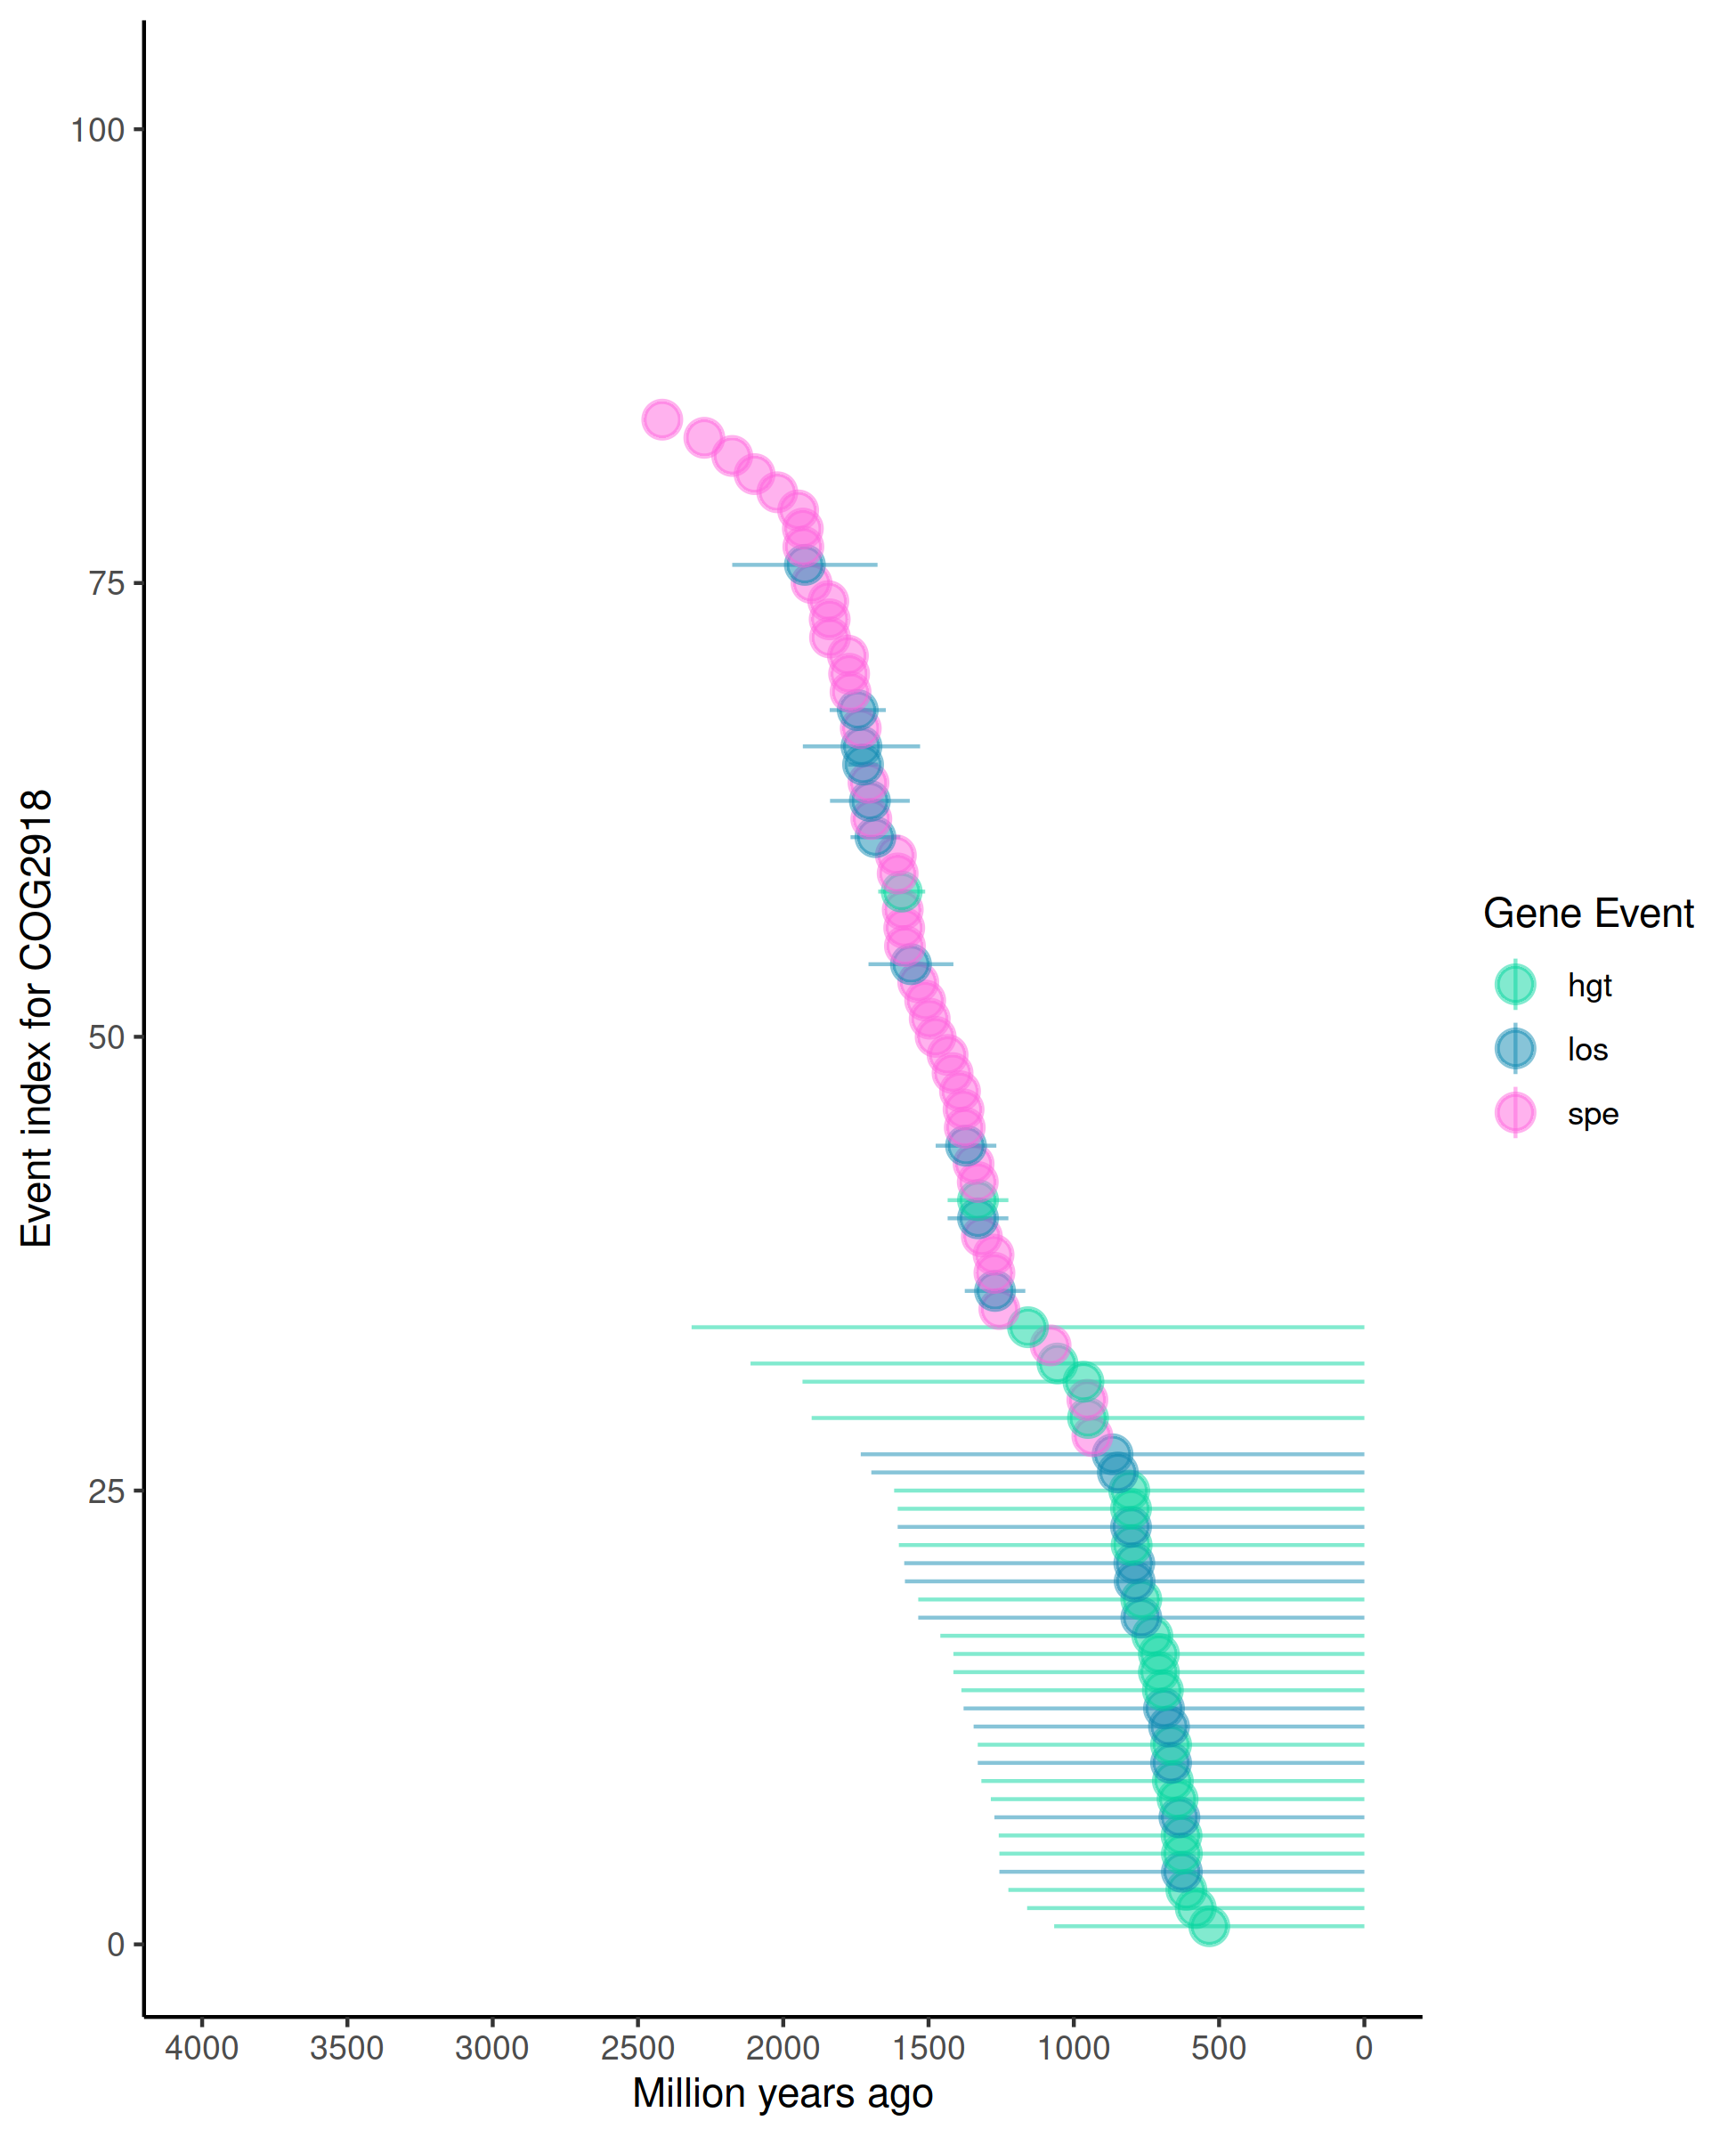 100
75
50
25
0
Event index for COG2918
4000 3500 3000 2500 2000 1500 1000 500 0
Million years ago
Gene Event
hgt
los
spe